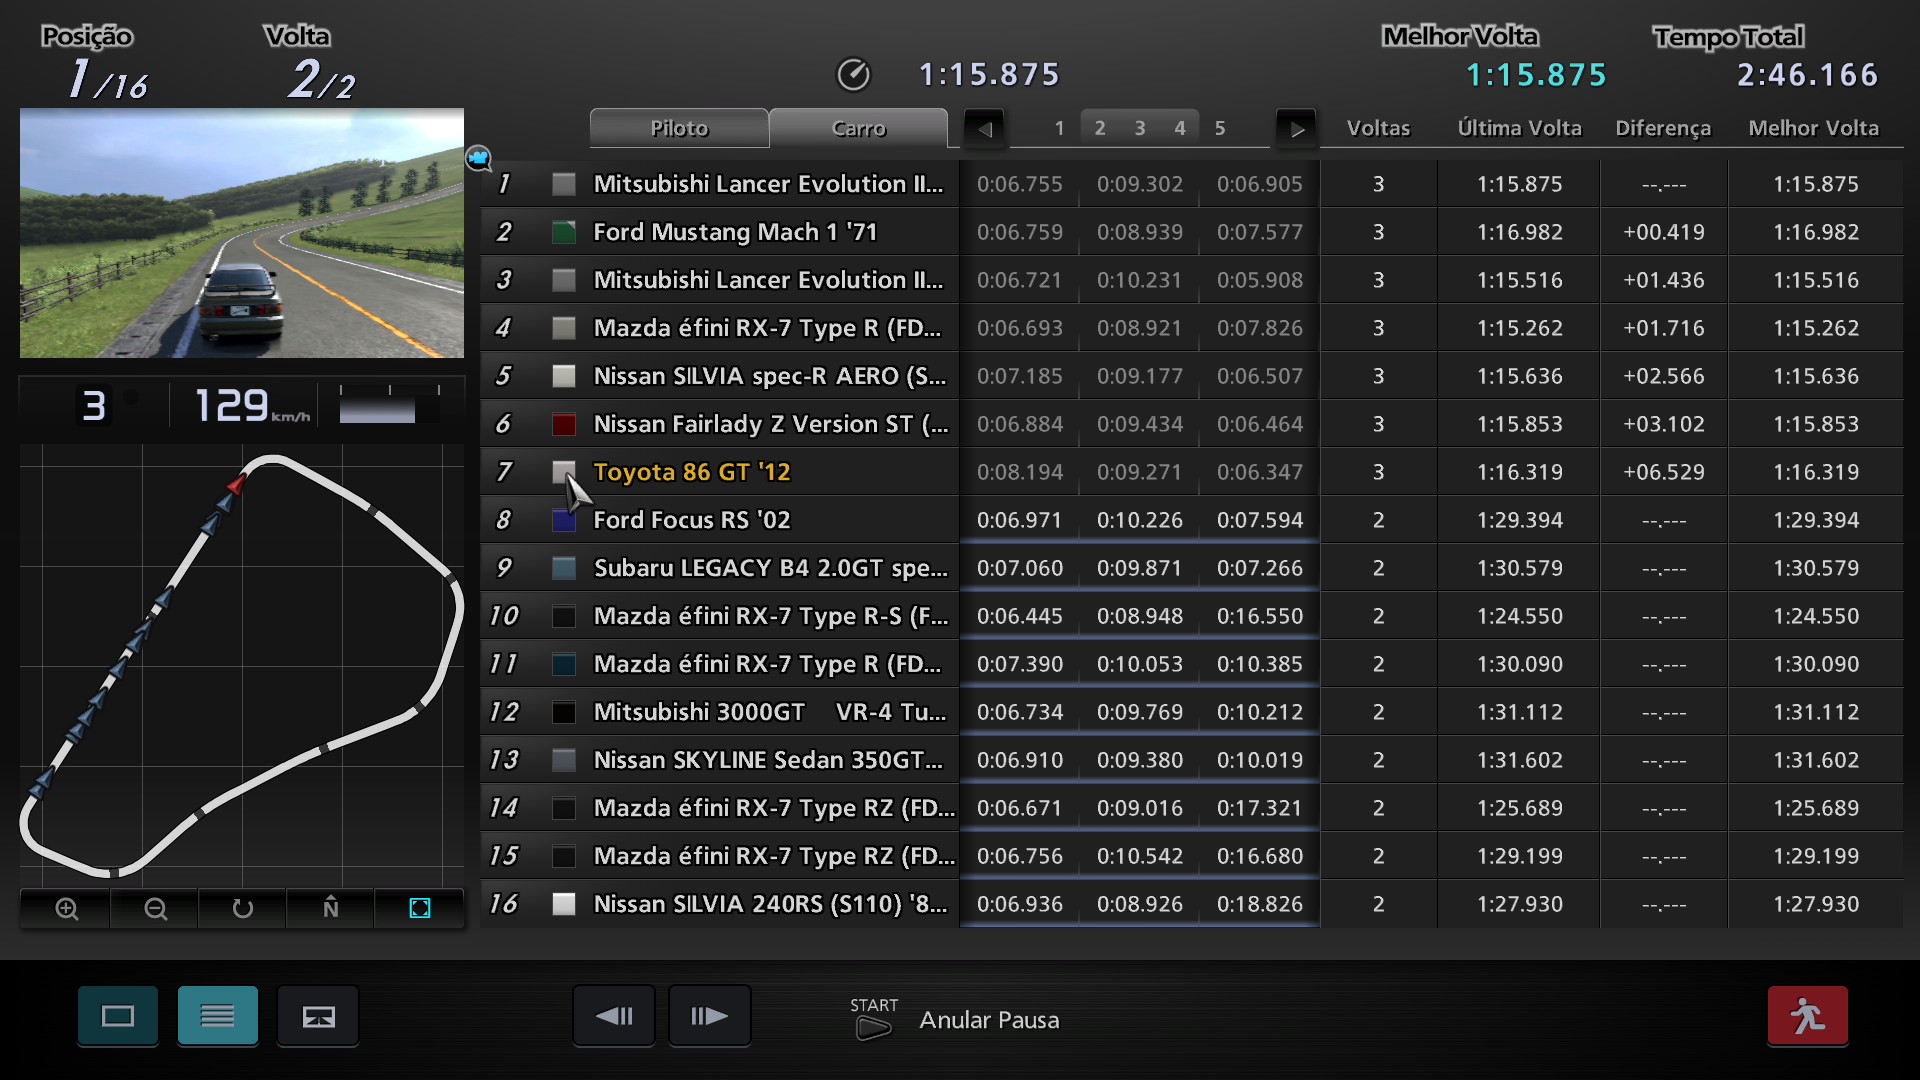 Posição Volta Melhor Volta Tempo Total
1/16 2/2 1:15.875 1:15.875 2:46.166
Piloto Carro 1 2 3 4 5 Voltas Última Volta Diferença Melhor Volta
1 Mitsubishi Lancer Evolution II... 0:06.755 0:09.302 0:06.905 3 1:15.875 --.--- 1:15.875
2 Ford Mustang Mach 1 '71 0:06.759 0:08.939 0:07.577 3 1:16.982 +00.419 1:16.982
3 Mitsubishi Lancer Evolution II... 0:06.721 0:10.231 0:05.908 3 1:15.516 +01.436 1:15.516
4 Mazda éfini RX-7 Type R (FD... 0:06.693 0:08.921 0:07.826 3 1:15.262 +01.716 1:15.262
5 Nissan SILVIA spec-R AERO (S... 0:07.185 0:09.177 0:06.507 3 1:15.636 +02.566 1:15.636
6 Nissan Fairlady Z Version ST (... 0:06.884 0:09.434 0:06.464 3 1:15.853 +03.102 1:15.853
7 Toyota 86 GT '12 0:08.194 0:09.271 0:06.347 3 1:16.319 +06.529 1:16.319
8 Ford Focus RS '02 0:06.971 0:10.226 0:07.594 2 1:29.394 --.--- 1:29.394
9 Subaru LEGACY B4 2.0GT spe... 0:07.060 0:09.871 0:07.266 2 1:30.579 --.--- 1:30.579
10 Mazda éfini RX-7 Type R-S (F... 0:06.445 0:08.948 0:16.550 2 1:24.550 --.--- 1:24.550
11 Mazda éfini RX-7 Type R (FD... 0:07.390 0:10.053 0:10.385 2 1:30.090 --.--- 1:30.090
12 Mitsubishi 3000GT VR-4 Tu... 0:06.734 0:09.769 0:10.212 2 1:31.112 --.--- 1:31.112
13 Nissan SKYLINE Sedan 350GT... 0:06.910 0:09.380 0:10.019 2 1:31.602 --.--- 1:31.602
14 Mazda éfini RX-7 Type RZ (FD... 0:06.671 0:09.016 0:17.321 2 1:25.689 --.--- 1:25.689
15 Mazda éfini RX-7 Type RZ (FD... 0:06.756 0:10.542 0:16.680 2 1:29.199 --.--- 1:29.199
16 Nissan SILVIA 240RS (S110) '8... 0:06.936 0:08.926 0:18.826 2 1:27.930 --.--- 1:27.930
3 129 km/h
N
START
Anular Pausa